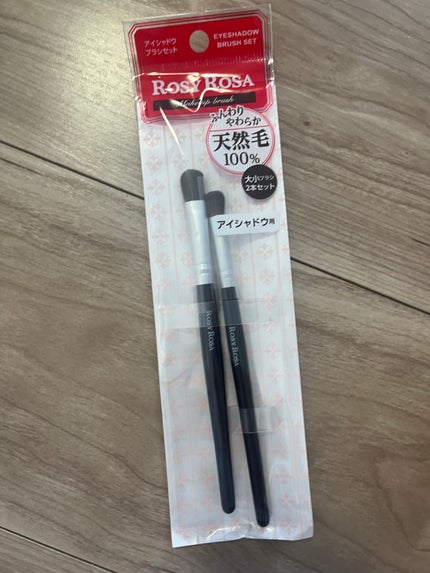 アイシャドウ
ブラシセット
EYESHADOW
BRUSH SET
ROSY ROSA
Makeup brush
ふんわり
やわらか
天然毛
100%
大小ブラシ
2本セット
アイシャドウ用
ROSY ROSA
ROSY ROSA